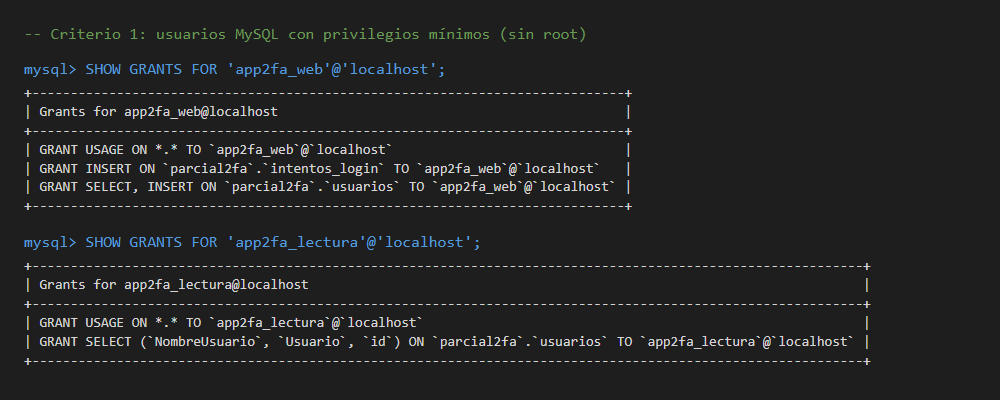 -- Criterio 1: usuarios MySQL con privilegios mínimos (sin root)
mysql> SHOW GRANTS FOR 'app2fa_web'@'localhost';
+-----------------------------------------------------------------------------+
| Grants for app2fa_web@localhost                                             |
+-----------------------------------------------------------------------------+
| GRANT USAGE ON *.* TO `app2fa_web`@`localhost`                              |
| GRANT INSERT ON `parcial2fa`.`intentos_login` TO `app2fa_web`@`localhost`   |
| GRANT SELECT, INSERT ON `parcial2fa`.`usuarios` TO `app2fa_web`@`localhost` |
+-----------------------------------------------------------------------------+
mysql> SHOW GRANTS FOR 'app2fa_lectura'@'localhost';
+------------------------------------------------------------------------------------------------------------+
| Grants for app2fa_lectura@localhost                                                                        |
+------------------------------------------------------------------------------------------------------------+
| GRANT USAGE ON *.* TO `app2fa_lectura`@`localhost`                                                         |
| GRANT SELECT (`NombreUsuario`, `Usuario`, `id`) ON `parcial2fa`.`usuarios` TO `app2fa_lectura`@`localhost` |
+------------------------------------------------------------------------------------------------------------+